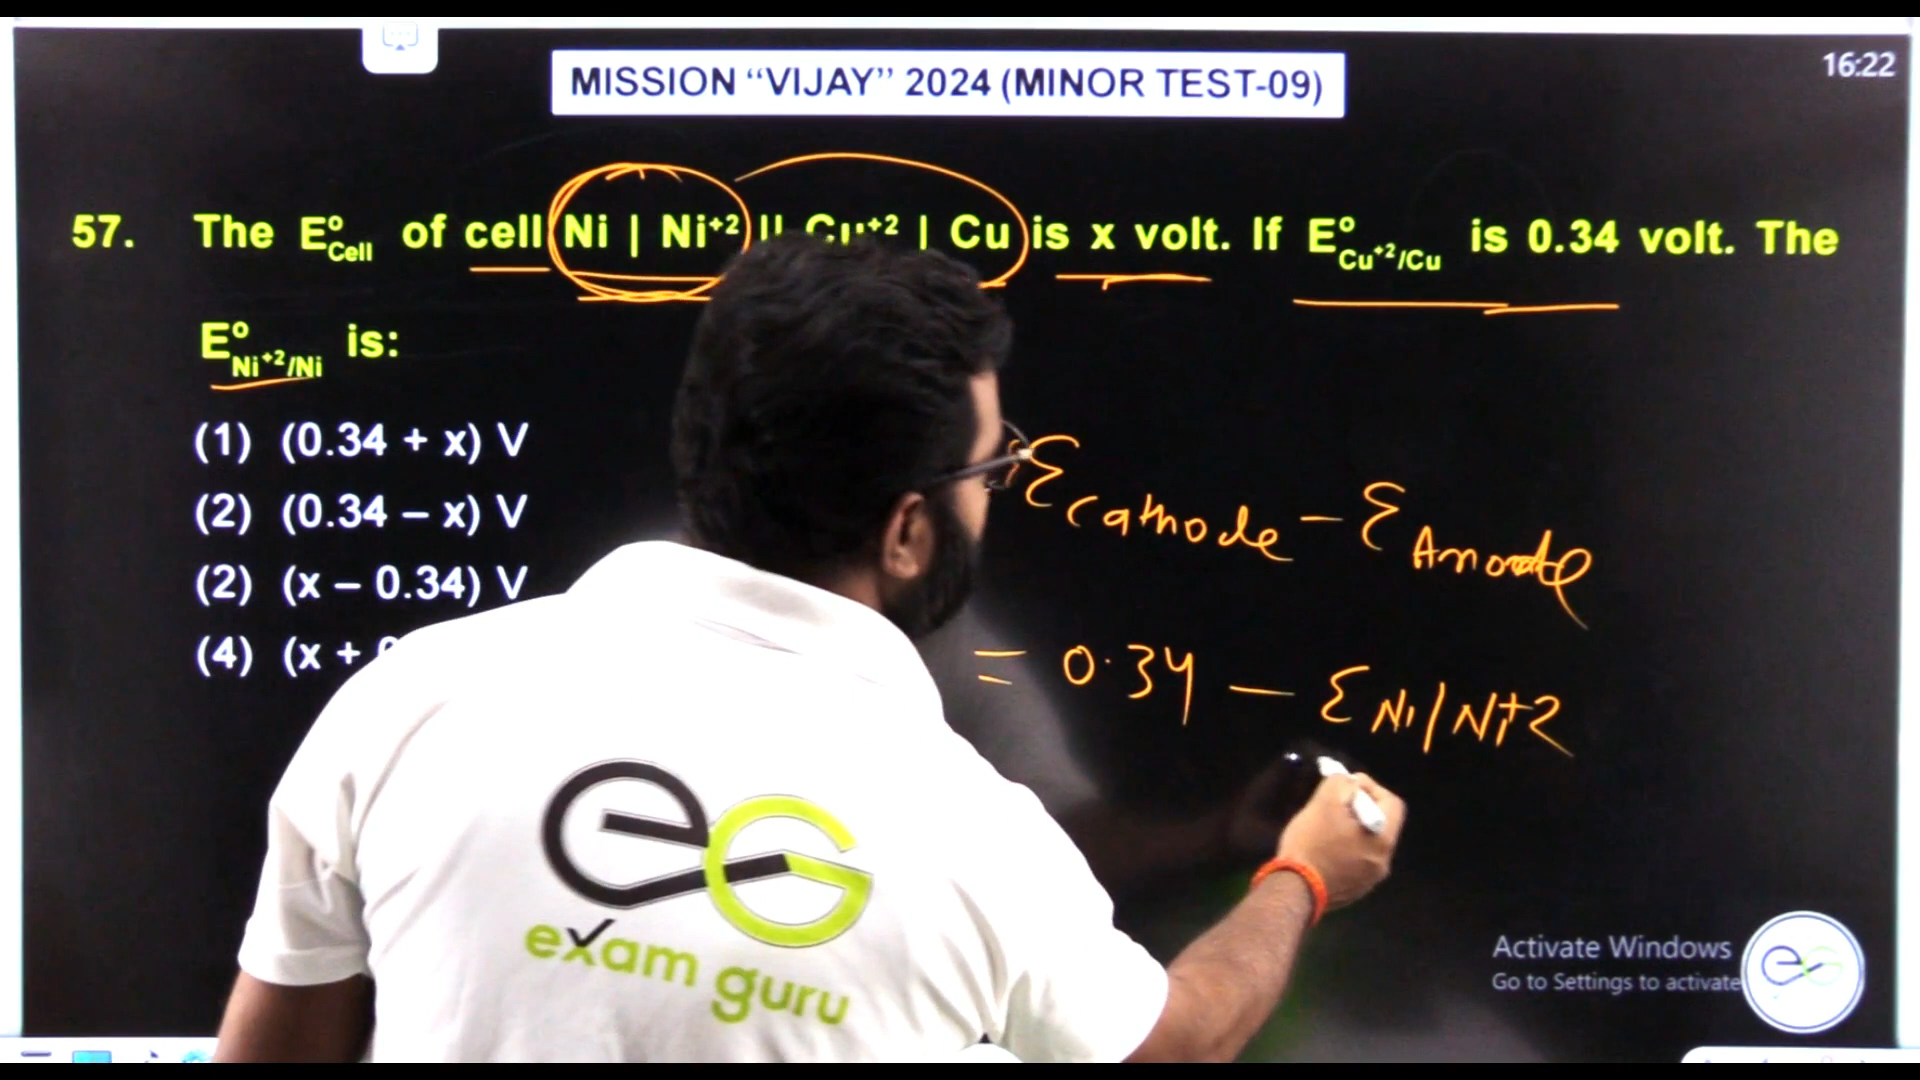 16:22
MISSION “VIJAY” 2024 (MINOR TEST-09)
57. The E°Cell of cell Ni | Ni+2 || Cu+2 | Cu is x volt. If E°Cu+2/Cu is 0.34 volt. The
E°Ni+2/Ni is:
(1) (0.34 + x) V
(2) (0.34 – x) V
(2) (x – 0.34) V
(4) (x +
Ecathode – EAnode
= 0.34 – ENi/Ni+2
eG
exam guru
Activate Windows
Go to Settings to activate
eG